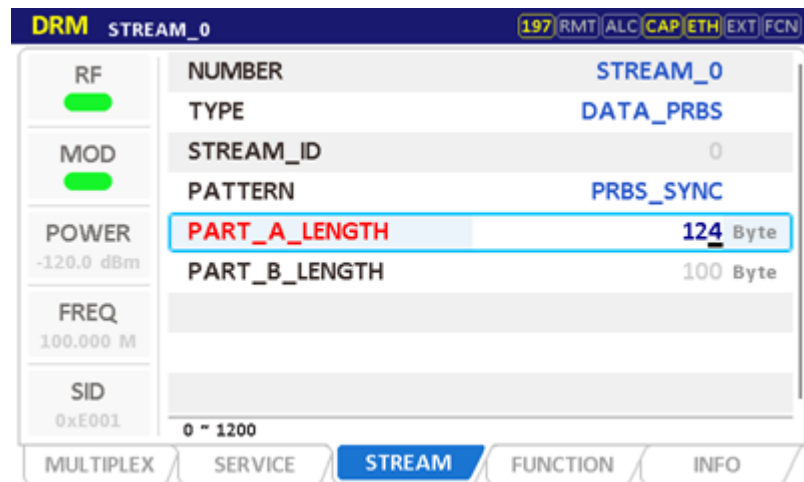 DRM STREAM_0 197 RMT ALC CAP ETH EXT FCN
RF
MOD
POWER
-120.0 dBm
FREQ
100.000 M
SID
0xE001
NUMBER STREAM_0
TYPE DATA_PRBS
STREAM_ID 0
PATTERN PRBS_SYNC
PART_A_LENGTH 124 Byte
PART_B_LENGTH 100 Byte
0 ~ 1200
MULTIPLEX SERVICE STREAM FUNCTION INFO